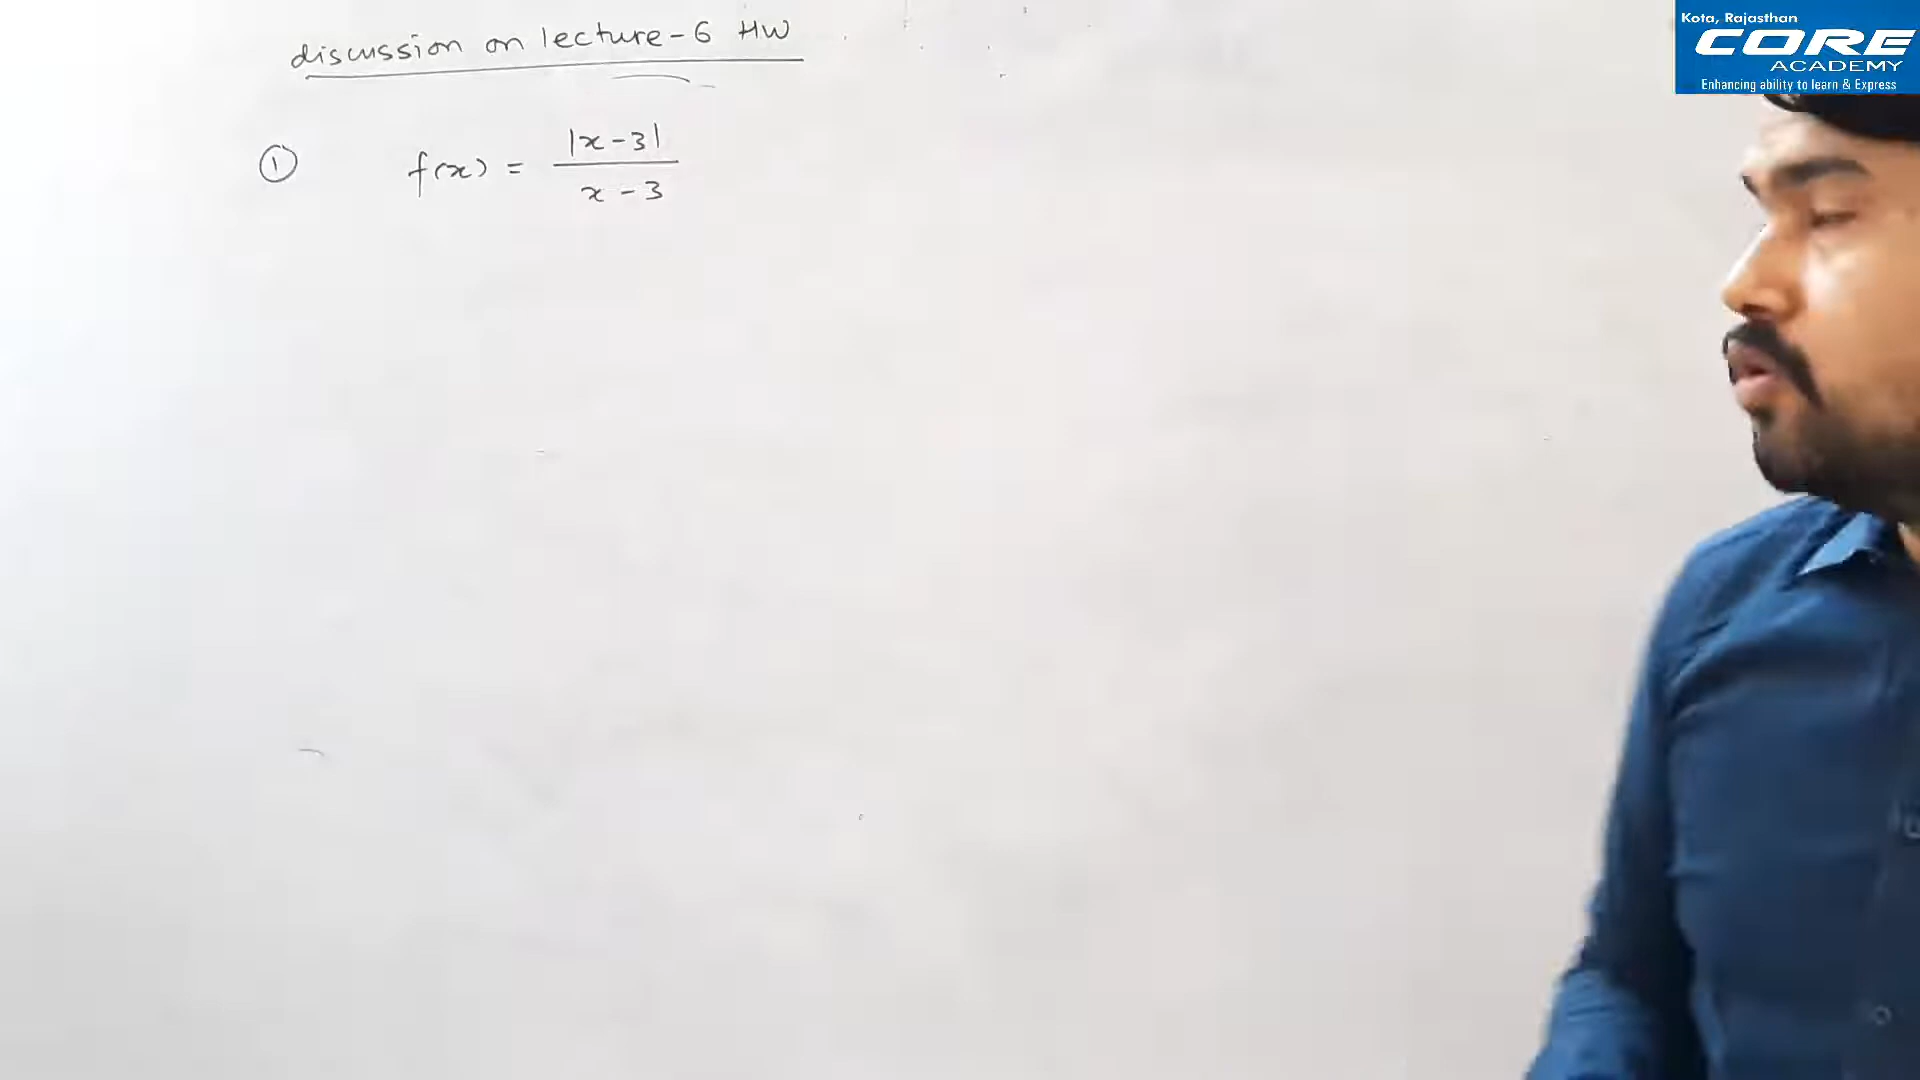 discussion on lecture-6 HW
Kota, Rajasthan
CORE
ACADEMY
Enhancing ability to learn & Express
① f(x) = |x-3| / x-3